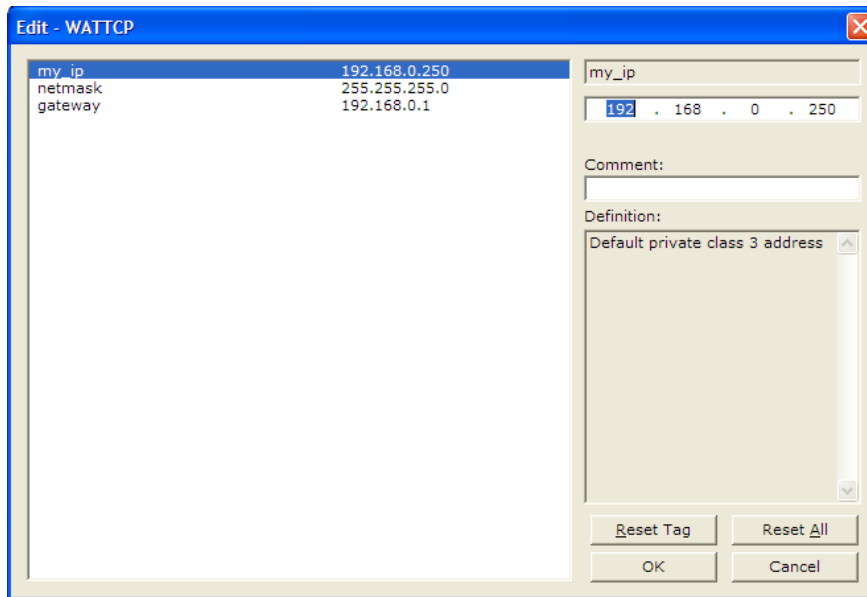 Edit - WATTCP
my_ip 192.168.0.250
netmask 255.255.255.0
gateway 192.168.0.1
my_ip
192 . 168 . 0 . 250
Comment:
Definition:
Default private class 3 address
Reset Tag Reset All
OK Cancel